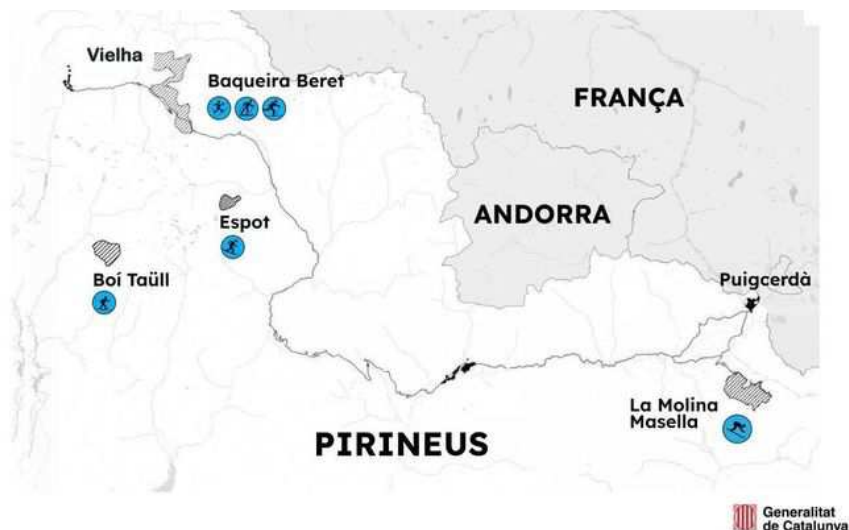 Vielha
Baqueira Beret
FRANÇA
ANDORRA
Espot
Boí Taüll
Puigcerdà
La Molina
Masella
PIRINEUS
Generalitat
de Catalunya